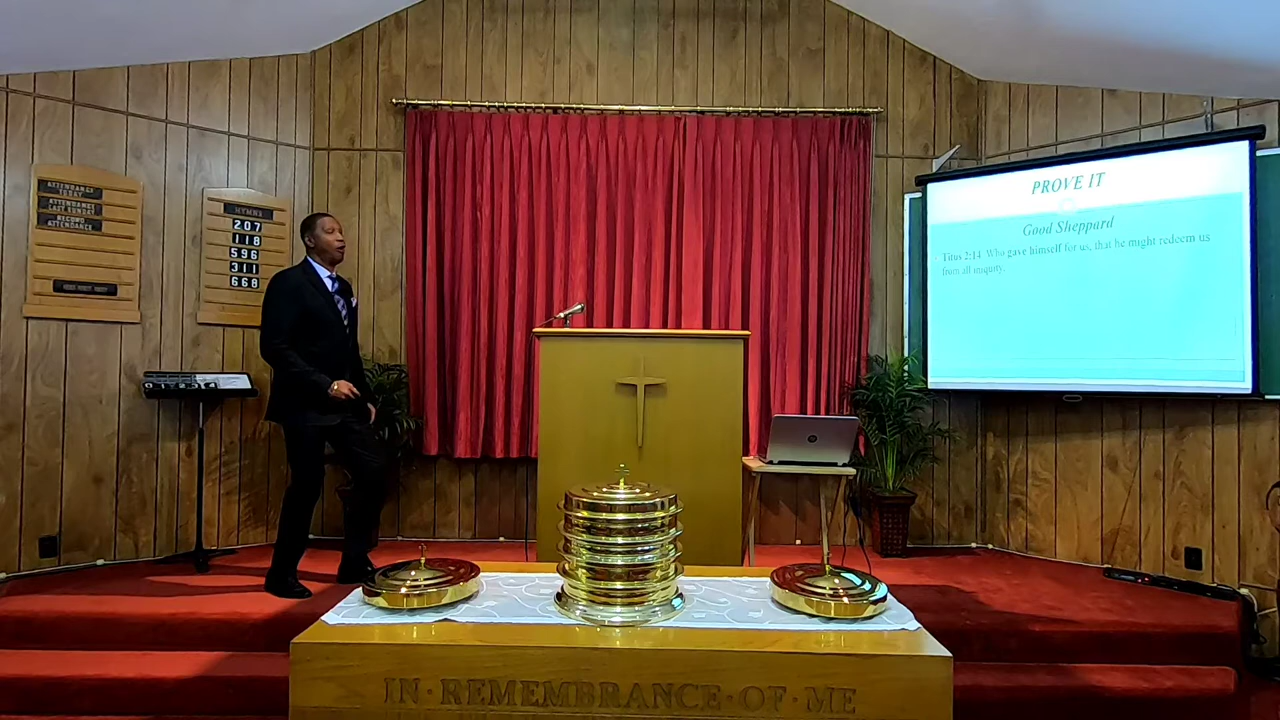 ATTENDANCE
TODAY
ATTENDANCE
LAST SUNDAY
RECORD
ATTENDANCE
HYMNS
207
118
596
311
668
PROVE IT
Good Sheppard
Titus 2:14 Who gave himself for us, that he might redeem us
from all iniquity.
IN · REMEMBRANCE · OF · ME